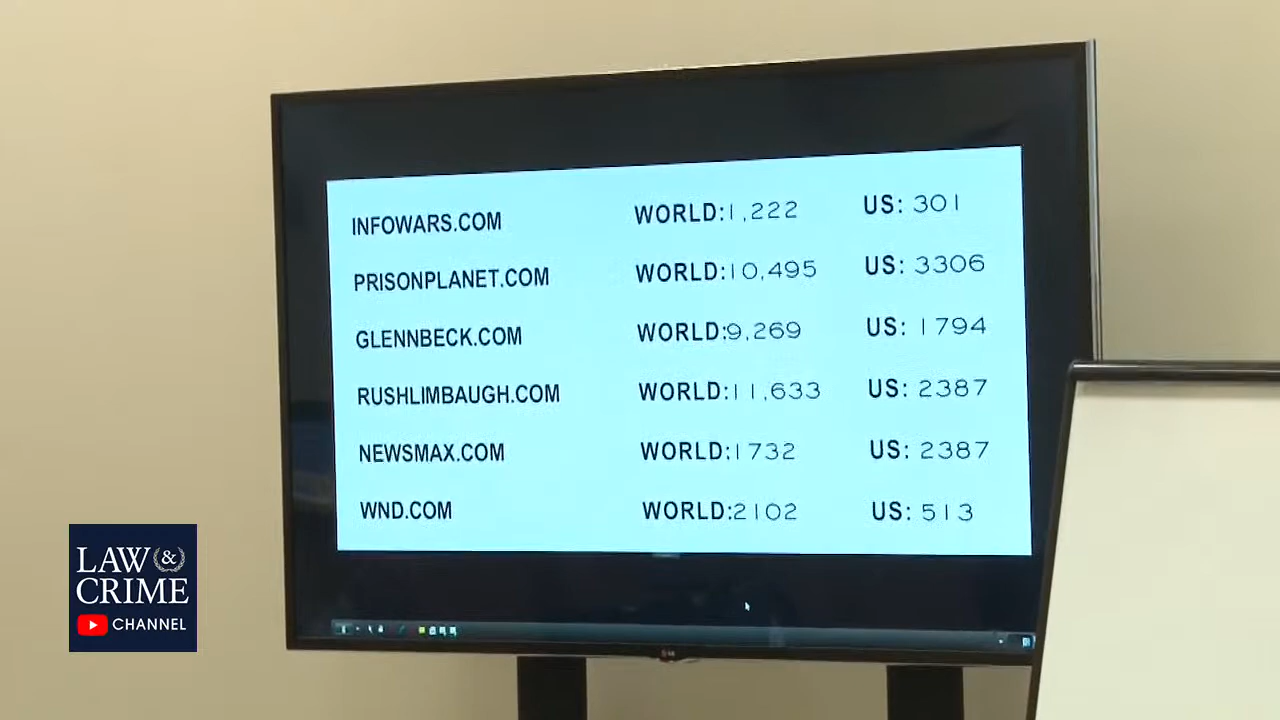 INFOWARS.COM WORLD:1,222 US: 301
PRISONPLANET.COM WORLD:10,495 US: 3306
GLENNBECK.COM WORLD:9,269 US: 1794
RUSHLIMBAUGH.COM WORLD:11,633 US: 2387
NEWSMAX.COM WORLD:1732 US: 2387
WND.COM WORLD:2102 US: 513
LAW &
CRIME
CHANNEL
LG